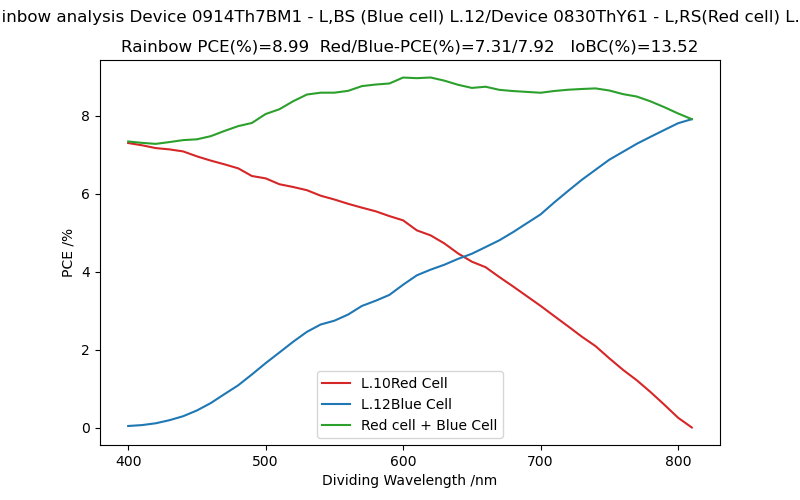 inbow analysis Device 0914Th7BM1 - L,BS (Blue cell) L.12/Device 0830ThY61 - L,RS(Red cell) L.
Rainbow PCE(%)=8.99 Red/Blue-PCE(%)=7.31/7.92 IoBC(%)=13.52
8
6
4
2
0
PCE /%
L.10Red Cell
L.12Blue Cell
Red cell + Blue Cell
400 500 600 700 800
Dividing Wavelength /nm